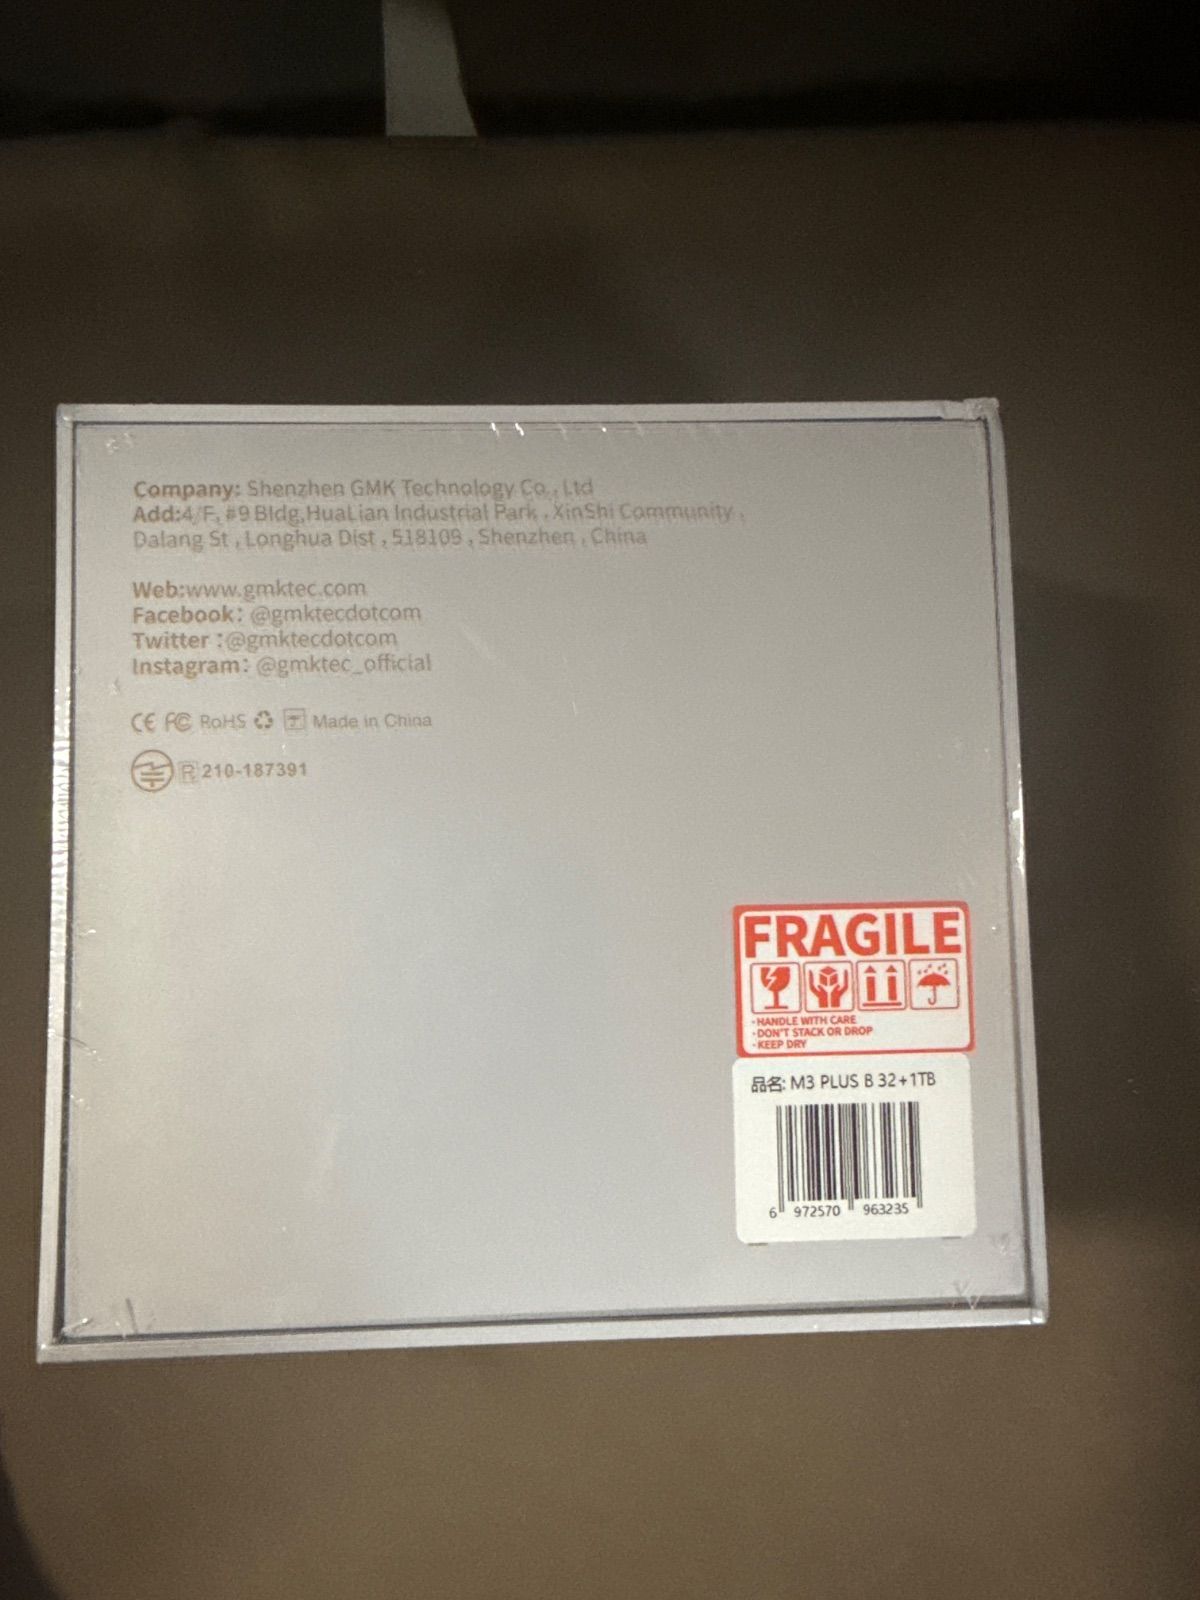 Company: Shenzhen GMK Technology Co., Ltd
Add:4/F, #9 Bldg,HuaLian Industrial Park , XinShi Community ,
Dalang St , Longhua Dist , 518109 , Shenzhen , China
Web:www.gmktec.com
Facebook: @gmktecdotcom
Twitter :@gmktecdotcom
Instagram: @gmktec_official
CE FC RoHS Made in China
R 210-187391
FRAGILE
·HANDLE WITH CARE
·DON'T STACK OR DROP
·KEEP DRY
品名: M3 PLUS B 32+1TB
6 972570 963235